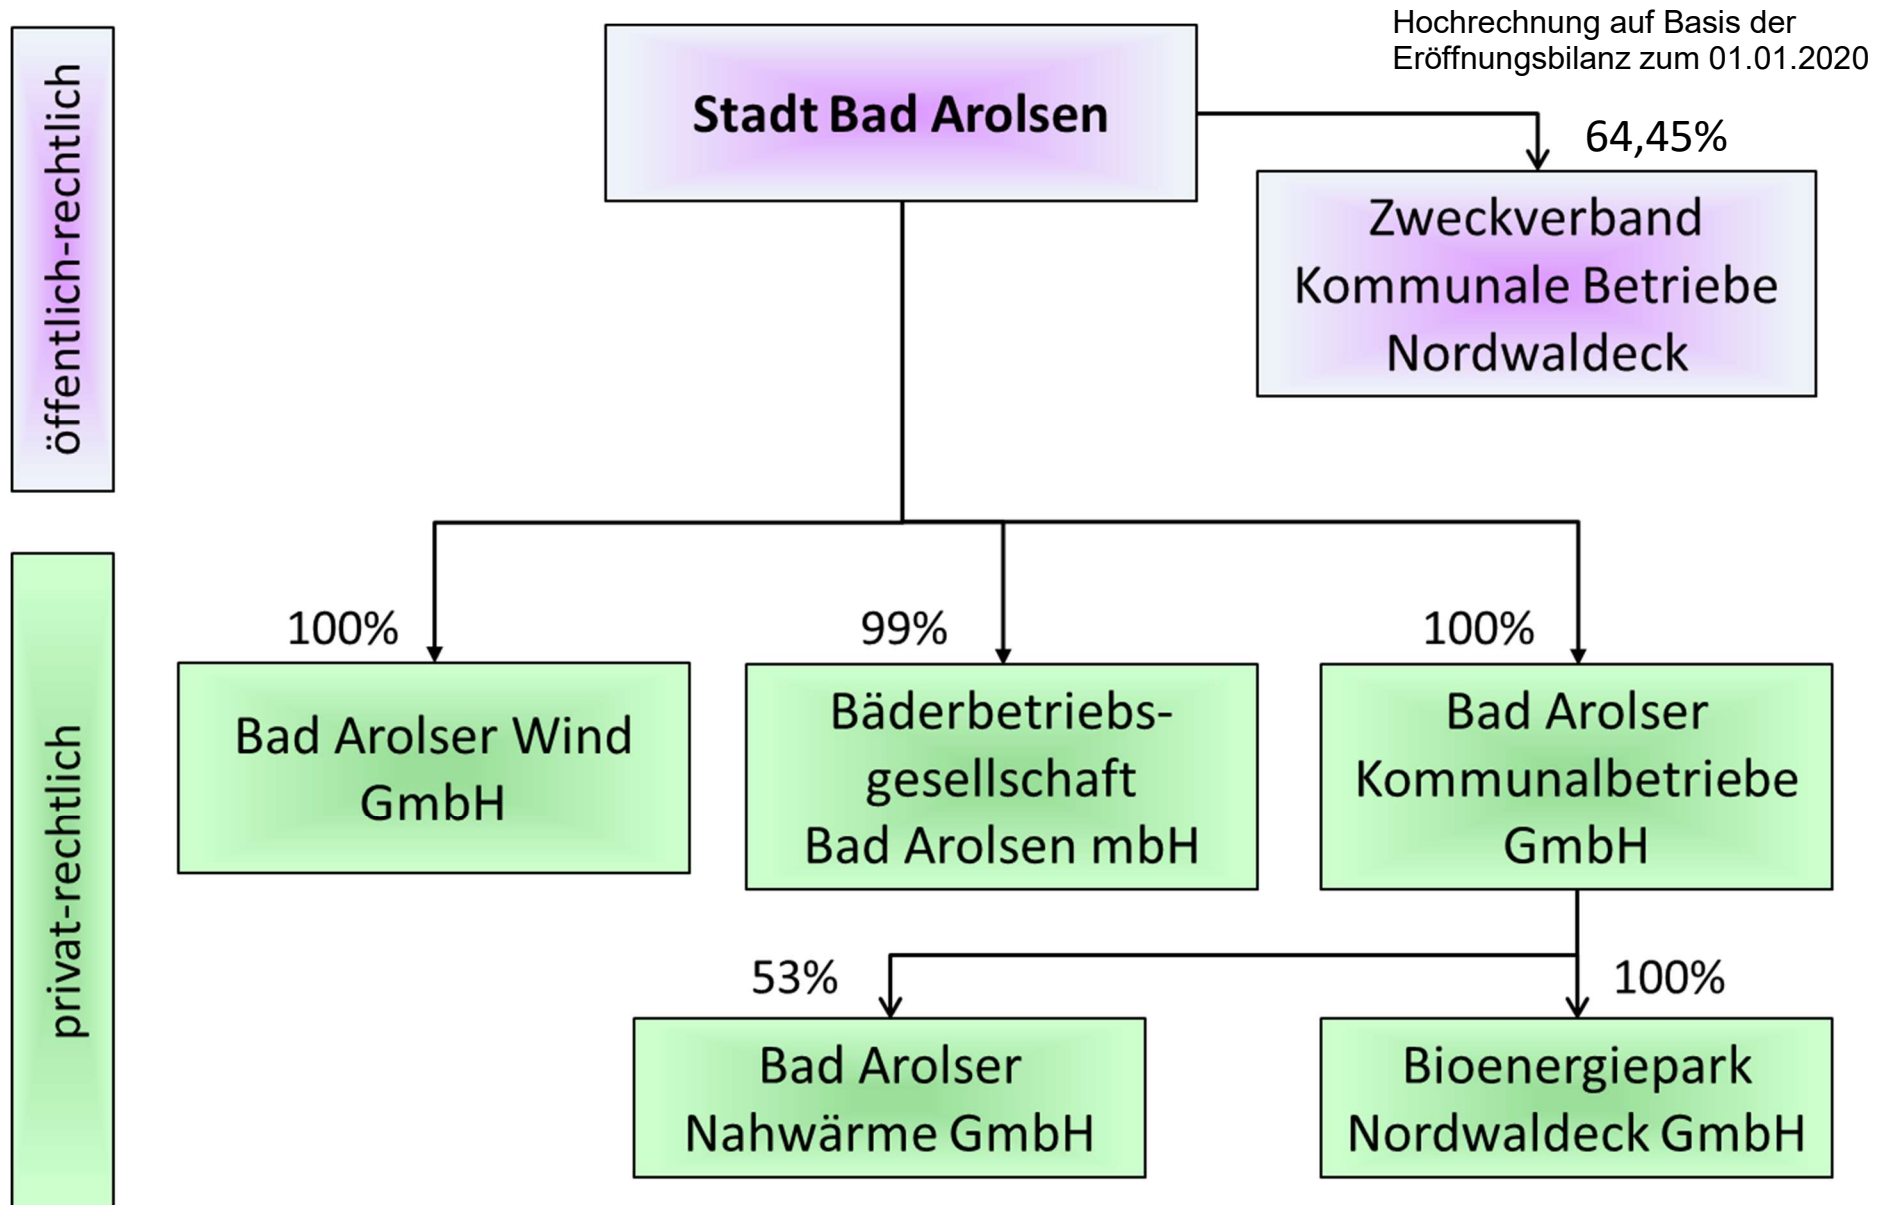 Hochrechnung auf Basis der
Eröffnungsbilanz zum 01.01.2020
öffentlich-rechtlich
Stadt Bad Arolsen
64,45%
Zweckverband
Kommunale Betriebe
Nordwaldeck
privat-rechtlich
100%
Bad Arolser Wind
GmbH
99%
Bäderbetriebs-
gesellschaft
Bad Arolsen mbH
100%
Bad Arolser
Kommunalbetriebe
GmbH
53%
Bad Arolser
Nahwärme GmbH
100%
Bioenergiepark
Nordwaldeck GmbH